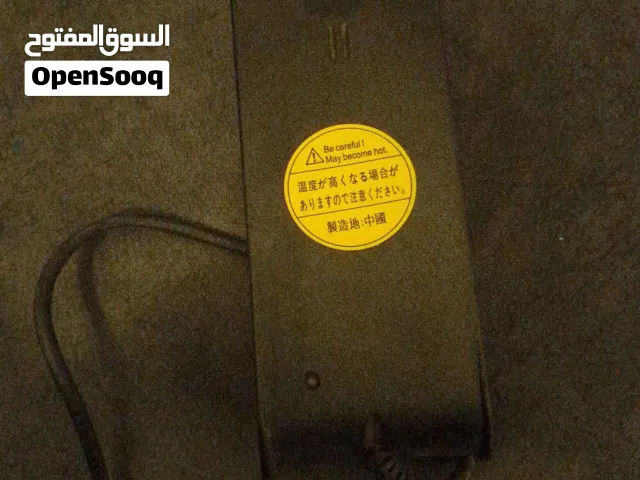 السوق المفتوح
OpenSooq
Be careful !
May become hot.
温度が高くなる場合が
ありますので注意ください。
製造地:中國